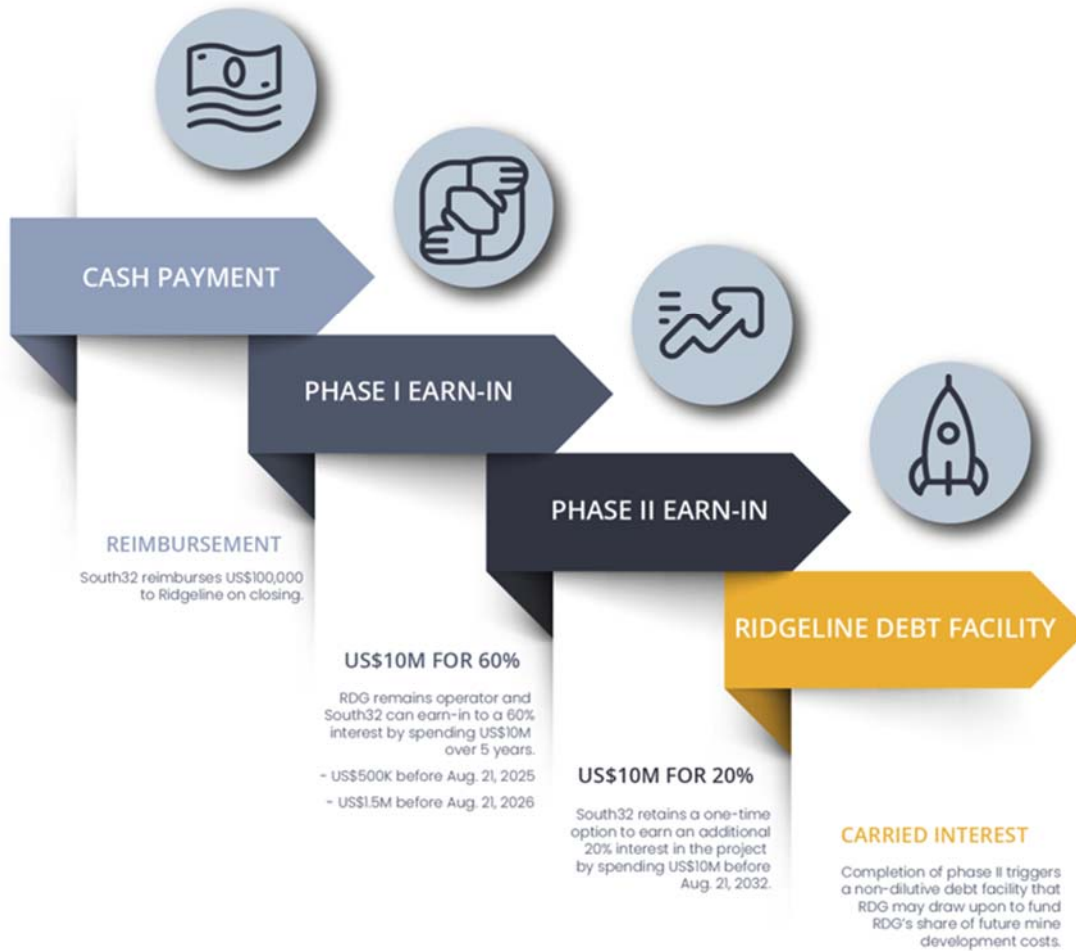 CASH PAYMENT
REIMBURSEMENT
South32 reimburses US$100,000
to Ridgeline on closing.
PHASE I EARN-IN
US$10M FOR 60%
RDG remains operator and
South32 can earn-in to a 60%
interest by spending US$10M
over 5 years.
- US$500K before Aug. 21, 2025
- US$1.5M before Aug. 21, 2026
PHASE II EARN-IN
US$10M FOR 20%
South32 retains a one-time
option to earn an additional
20% interest in the project
by spending US$10M before
Aug. 21, 2032.
RIDGELINE DEBT FACILITY
CARRIED INTEREST
Completion of phase II triggers
a non-dilutive debt facility that
RDG may draw upon to fund
RDG's share of future mine
development costs.